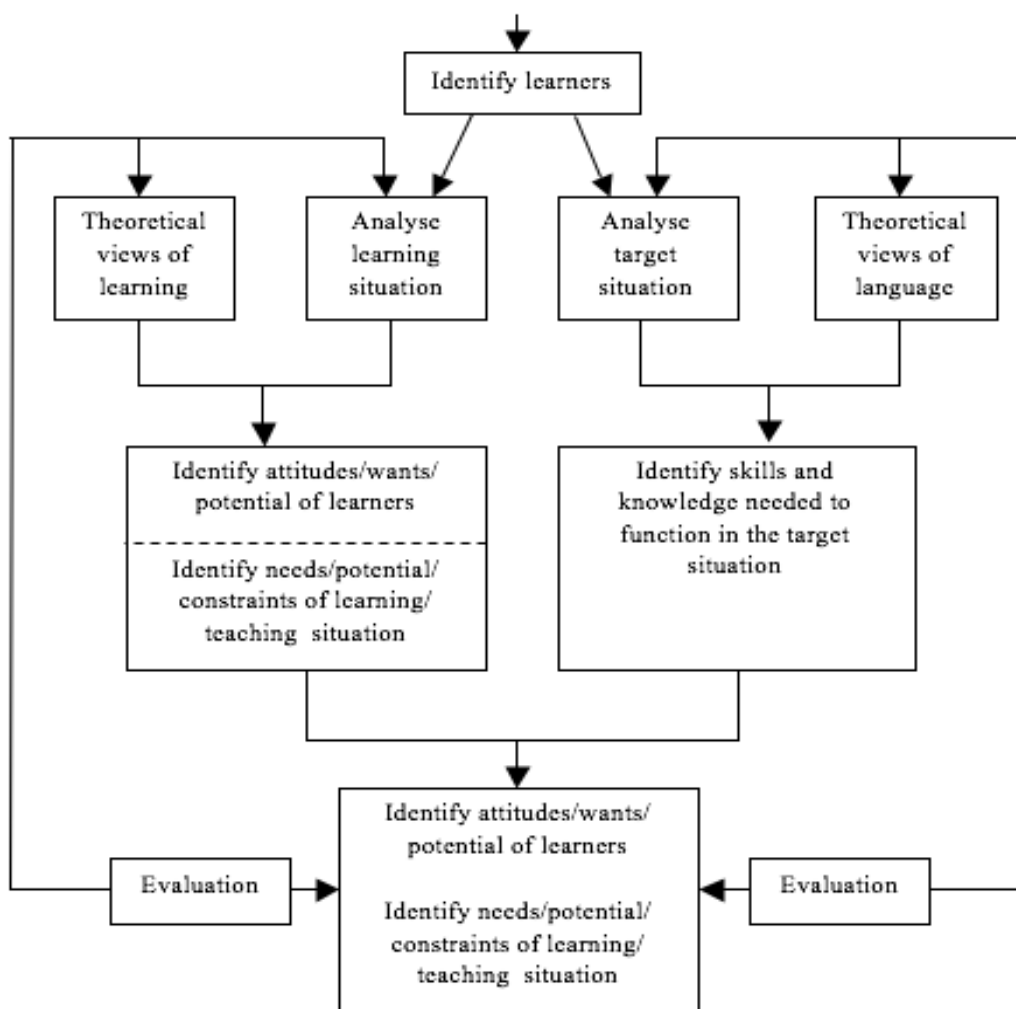 Identify learners
Theoretical
views of
learning
Analyse
learning
situation
Analyse
target
situation
Theoretical
views of
language
Identify attitudes/wants/
potential of learners
Identify needs/potential/
constraints of learning/
teaching situation
Identify skills and
knowledge needed to
function in the target
situation
Identify attitudes/wants/
potential of learners
Evaluation
Evaluation
Identify needs/potential/
constraints of learning/
teaching situation